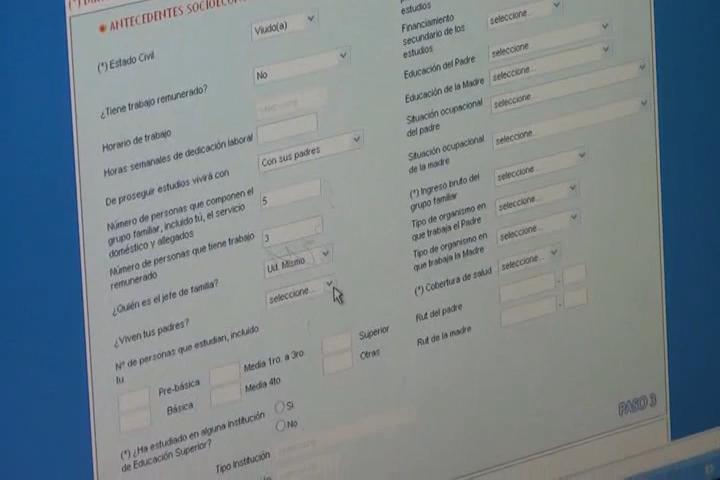 ANTECEDENTES
(*) Estado Civil
Viudo(a)
¿Tiene trabajo remunerado?
No
Horario de trabajo
Horas semanales de dedicación laboral
De proseguir estudios vivirá con
Con sus padres
Número de personas que componen el
grupo familiar, incluido tú, el servicio
doméstico y allegados
5
Número de personas que tiene trabajo
remunerado
3
¿Quién es el jefe de familia?
Ud. Mismo
¿Viven tus padres?
seleccione...
Nº de personas que estudian, incluido
tu
Pre-básica
Media 1ro. a 3ro.
Superior
Básica
Media 4to
Otras
(*) ¿Ha estudiado en alguna institución
de Educación Superior?
Si
No
Tipo Institución
estudios
Financiamiento
secundario de los
estudios
seleccione...
Educación del Padre
seleccione...
Educación de la Madre
seleccione...
Situación ocupacional
del padre
seleccione...
Situación ocupacional
de la madre
seleccione...
(*) Ingreso bruto del
grupo familiar
seleccione...
Tipo de organismo en
que trabaja el Padre
seleccione...
Tipo de organismo en
que trabaja la Madre
seleccione...
(*) Cobertura de salud
seleccione...
Rut del padre
-
Rut de la madre
-
PASO 3